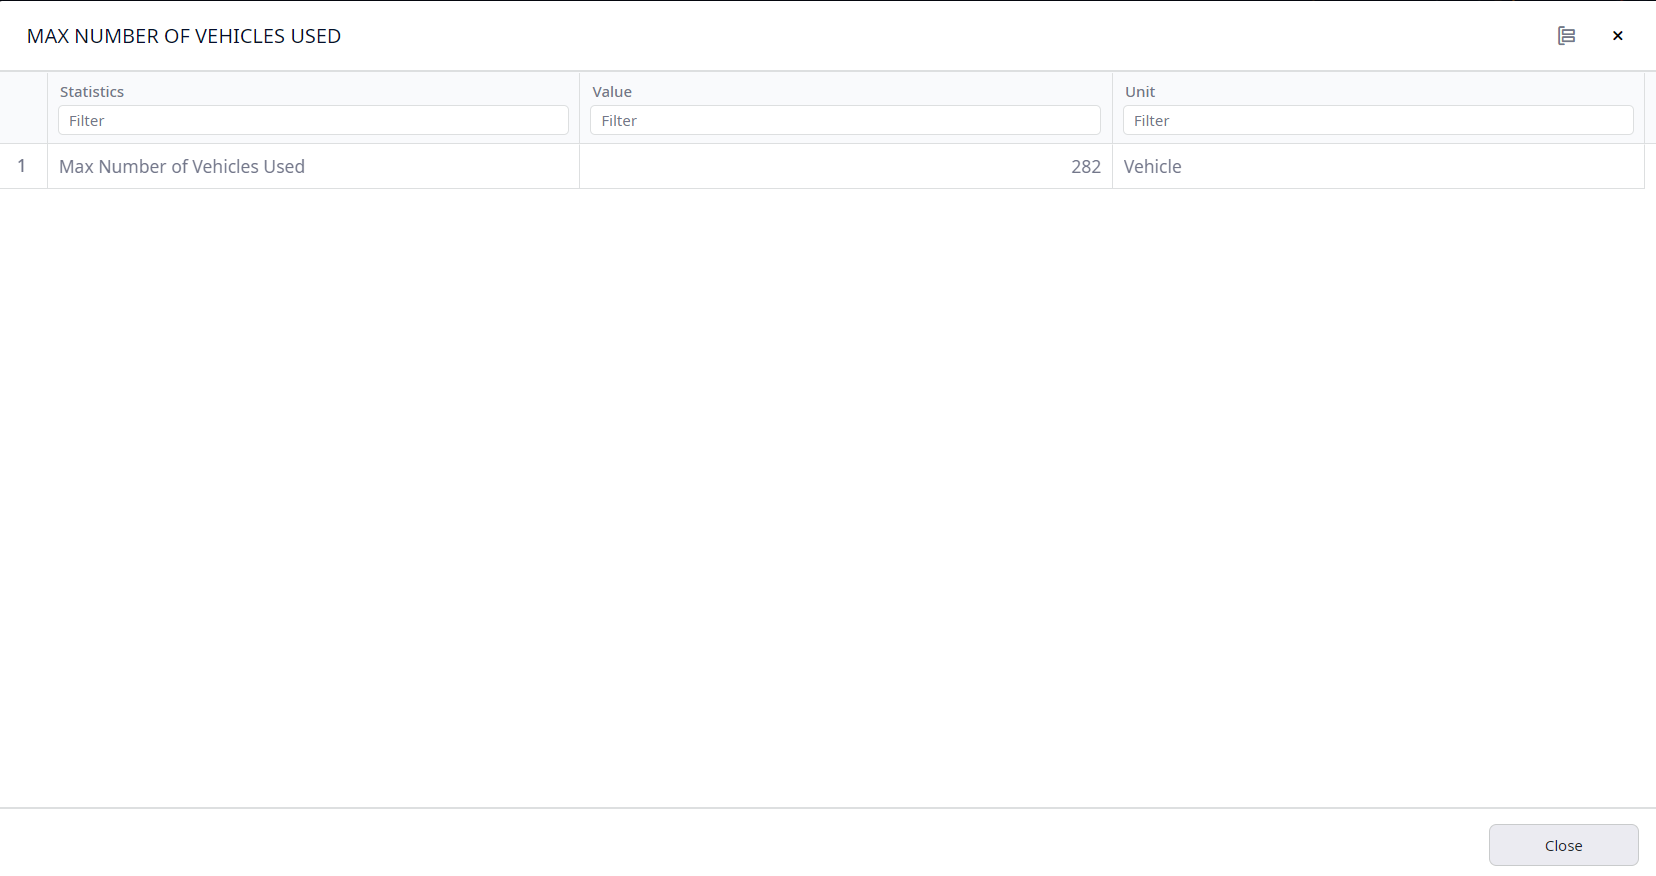 MAX NUMBER OF VEHICLES USED
Statistics Value Unit
Filter Filter Filter
1 Max Number of Vehicles Used 282 Vehicle
Close